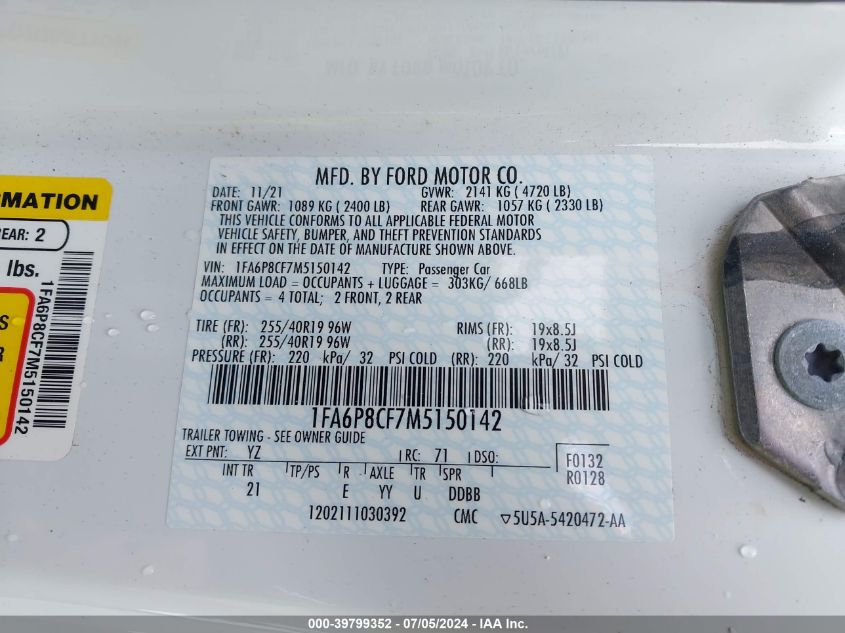 MFD. BY FORD MOTOR CO.
DATE: 11/21 GVWR: 2141 KG ( 4720 LB)
FRONT GAWR: 1089 KG ( 2400 LB) REAR GAWR: 1057 KG ( 2330 LB)
THIS VEHICLE CONFORMS TO ALL APPLICABLE FEDERAL MOTOR
VEHICLE SAFETY, BUMPER, AND THEFT PREVENTION STANDARDS
IN EFFECT ON THE DATE OF MANUFACTURE SHOWN ABOVE.
VIN: 1FA6P8CF7M5150142 TYPE: Passenger Car
MAXIMUM LOAD = OCCUPANTS + LUGGAGE = 303KG/ 668LB
OCCUPANTS = 4 TOTAL; 2 FRONT, 2 REAR
TIRE (FR): 255/40R19 96W RIMS (FR): 19x8.5J
(RR): 255/40R19 96W (RR): 19x8.5J
PRESSURE (FR): 220 kPa/ 32 PSI COLD (RR): 220 kPa/ 32 PSI COLD
1FA6P8CF7M5150142
TRAILER TOWING - SEE OWNER GUIDE
EXT PNT: YZ RC: 71 DSO:
F0132
R0128
INT TR TP/PS R AXLE TR SPR
21 E YY U DDBB
1202111030392 CMC ▽5U5A-5420472-AA
RMATION
EAR: 2
lbs.
S
R
1FA6P8CF7M5150142
000-39799352 - 07/05/2024 - IAA Inc.